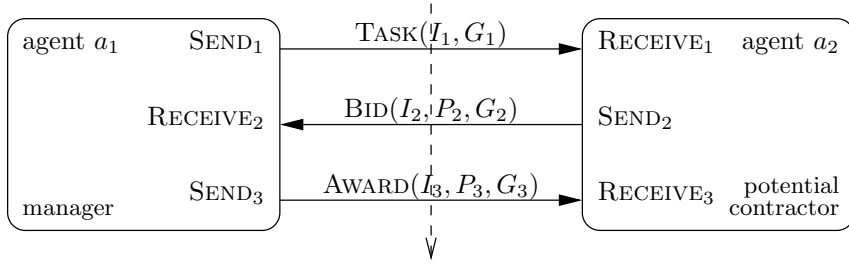 agent a₁ SEND₁ TASK(I₁, G₁) RECEIVE₁ agent a₂
RECEIVE₂ BID(I₂, P₂, G₂) SEND₂
SEND₃ AWARD(I₃, P₃, G₃) RECEIVE₃ potential
manager contractor